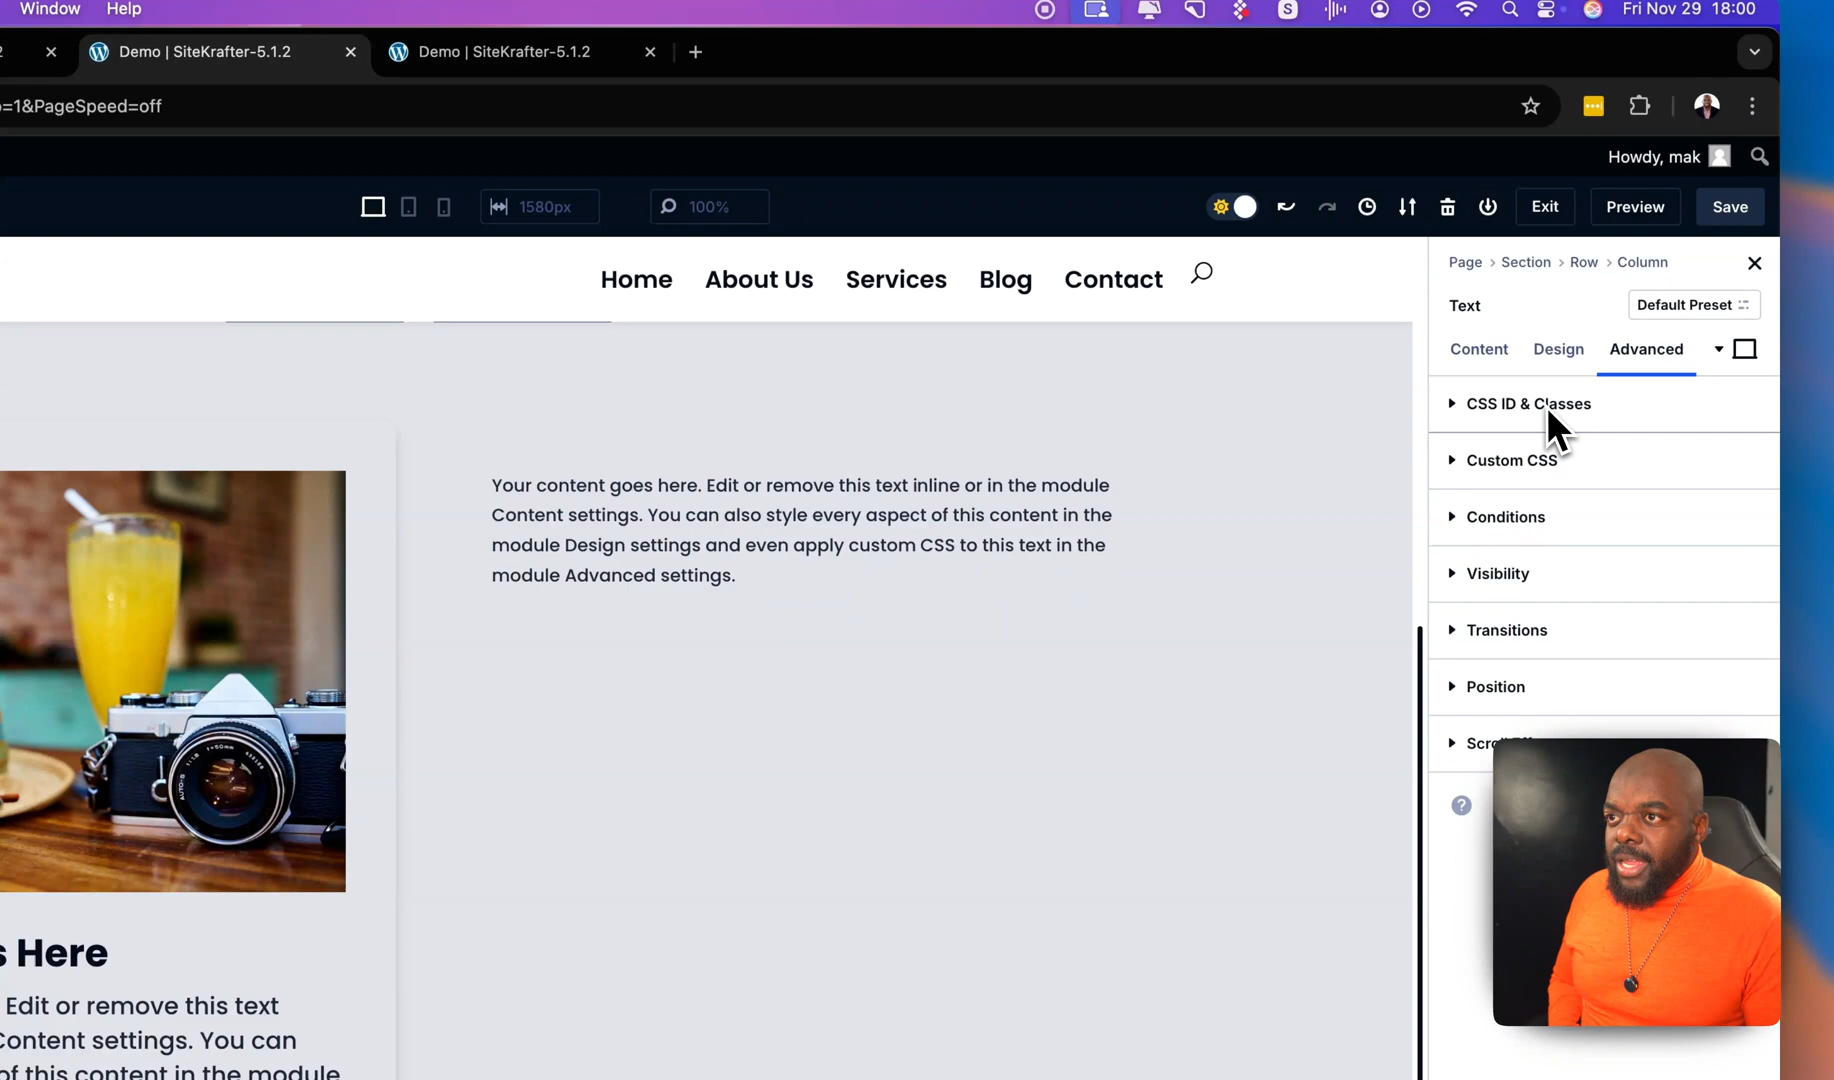 Window Help
Fri Nov 29 18:00
Demo | SiteKrafter-5.1.2
Demo | SiteKrafter-5.1.2
=1&PageSpeed=off
Howdy, mak
1580px
100%
Exit
Preview
Save
Home
About Us
Services
Blog
Contact
Page > Section > Row > Column
Text
Default Preset
Content
Design
Advanced
CSS ID & Classes
Custom CSS
Conditions
Visibility
Transitions
Position
Your content goes here. Edit or remove this text inline or in the module
Content settings. You can also style every aspect of this content in the
module Design settings and even apply custom CSS to this text in the
module Advanced settings.
s Here
Edit or remove this text
Content settings. You can
of this content in the module